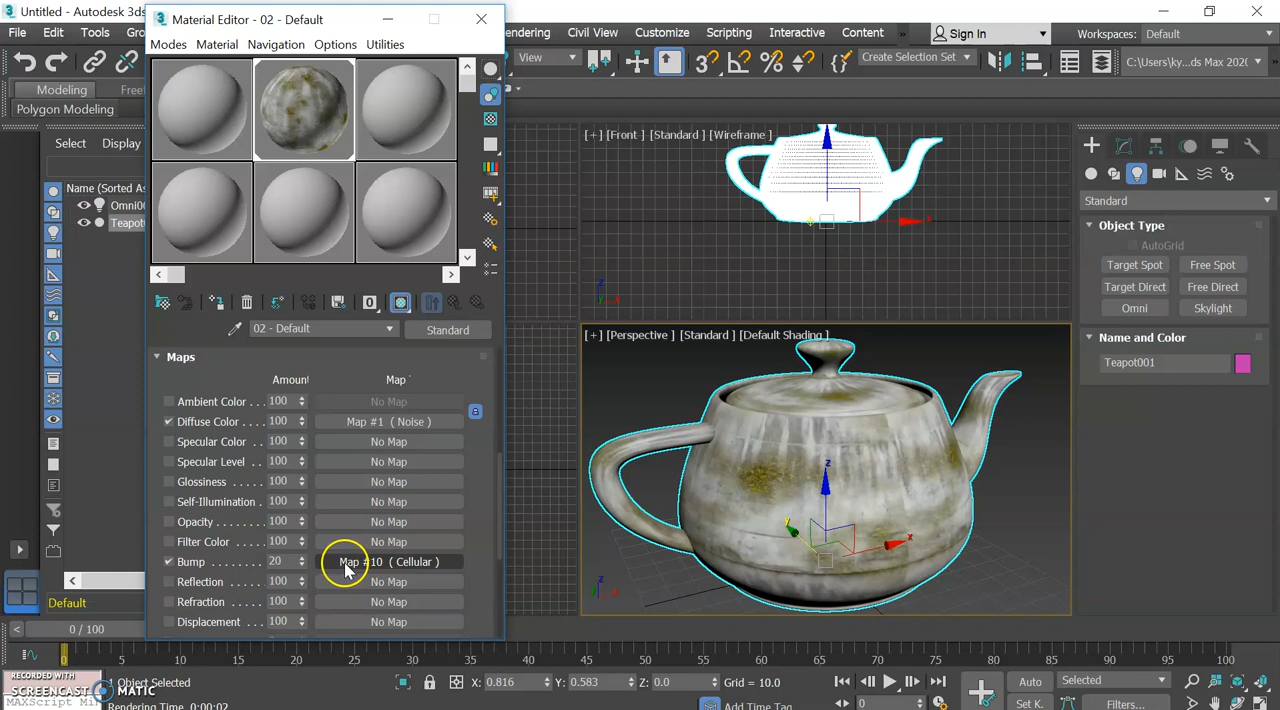 Untitled - Autodesk 3ds
Material Editor - 02 - Default
File Edit Tools
Modes Material Navigation Options Utilities
Rendering Civil View Customize Scripting Interactive Content » Sign In Workspaces: Default
View Create Selection Set C:\Users\ky...ds Max 2020
Modeling
Polygon Modeling
Select Display
Name (Sorted
Teapot
[+] [Front ] [Standard ] [Wireframe ]
x
z
x
02 - Default Standard
Maps
Amount Map
Ambient Color . . . 100 No Map
Diffuse Color . . . . 100 Map #1 ( Noise )
Specular Color . . . 100 No Map
Specular Level . . . 100 No Map
Glossiness . . . . . 100 No Map
Self-Illumination . . 100 No Map
Opacity . . . . . . . 100 No Map
Filter Color . . . . . 100 No Map
Bump . . . . . . . . 20 Map #10 ( Cellular )
Reflection . . . . . 100 No Map
Refraction . . . . . 100 No Map
Displacement . . . 100 No Map
[+] [Perspective ] [Standard ] [Default Shading ]
z
y
x
z
Standard
Object Type
AutoGrid
Target Spot Free Spot
Target Direct Free Direct
Omni Skylight
Name and Color
Teapot001
Default
< 0 / 100
0 5 10 15 20 25 30 35 40 45 50 55 60 65 70 75 80 85 90 95 100
RECORDED WITH
SCREENCAST MATIC
Object Selected X: 0.816 Y: 0.583 Z: 0.0 Grid = 10.0 Auto Selected
MAXScript Rendering Time 0:00:02 Add Time Tag Set K. 0 Filters...